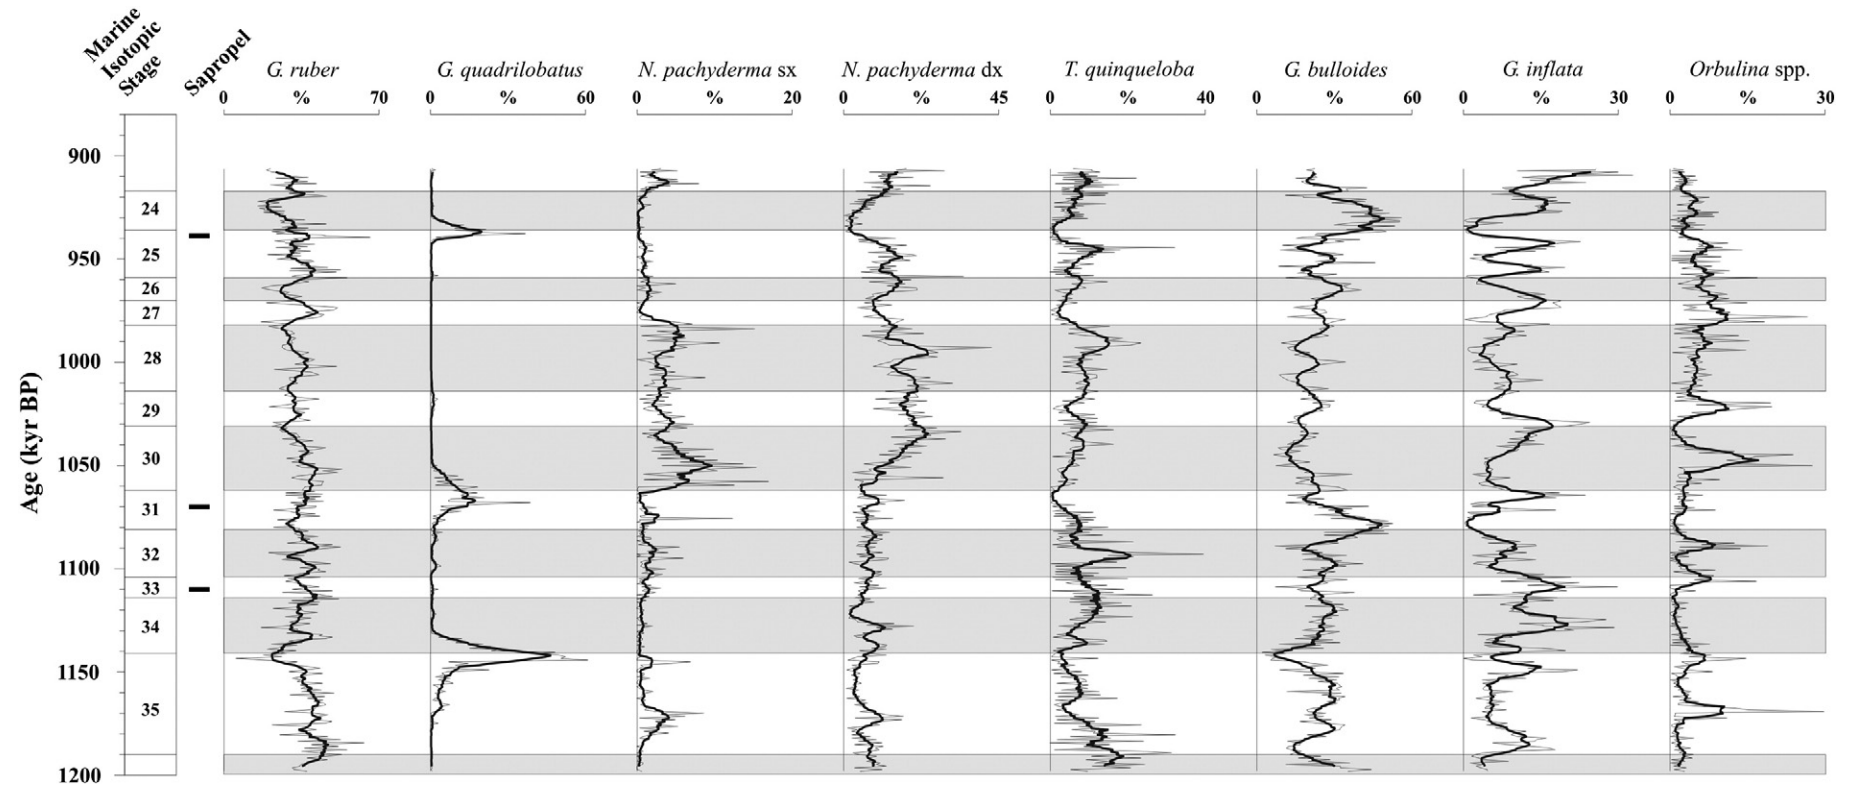 Marine
Isotopic
Stage
Sapropel
G. ruber
G. quadrilobatus
N. pachyderma sx
N. pachyderma dx
T. quinqueloba
G. bulloides
G. inflata
Orbulina spp.
0 % 70
0 % 60
0 % 20
0 % 45
0 % 40
0 % 60
0 % 30
0 % 30
Age (kyr BP)
900
24
25
950
26
27
1000
28
29
30
1050
31
32
1100
33
34
1150
35
1200